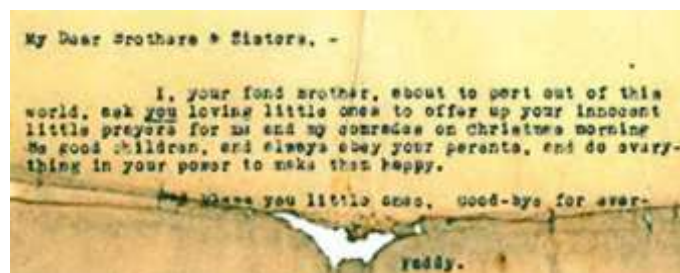 My Dear Brothers & Sisters, -
I, your fond brother, about to part out of this
world, ask you loving little ones to offer up your innocent
little prayers for me and my comrades on Christmas morning
Be good children, and always obey your parents, and do every-
thing in your power to make them happy.
you little ones, Good-bye for ever-
Paddy.